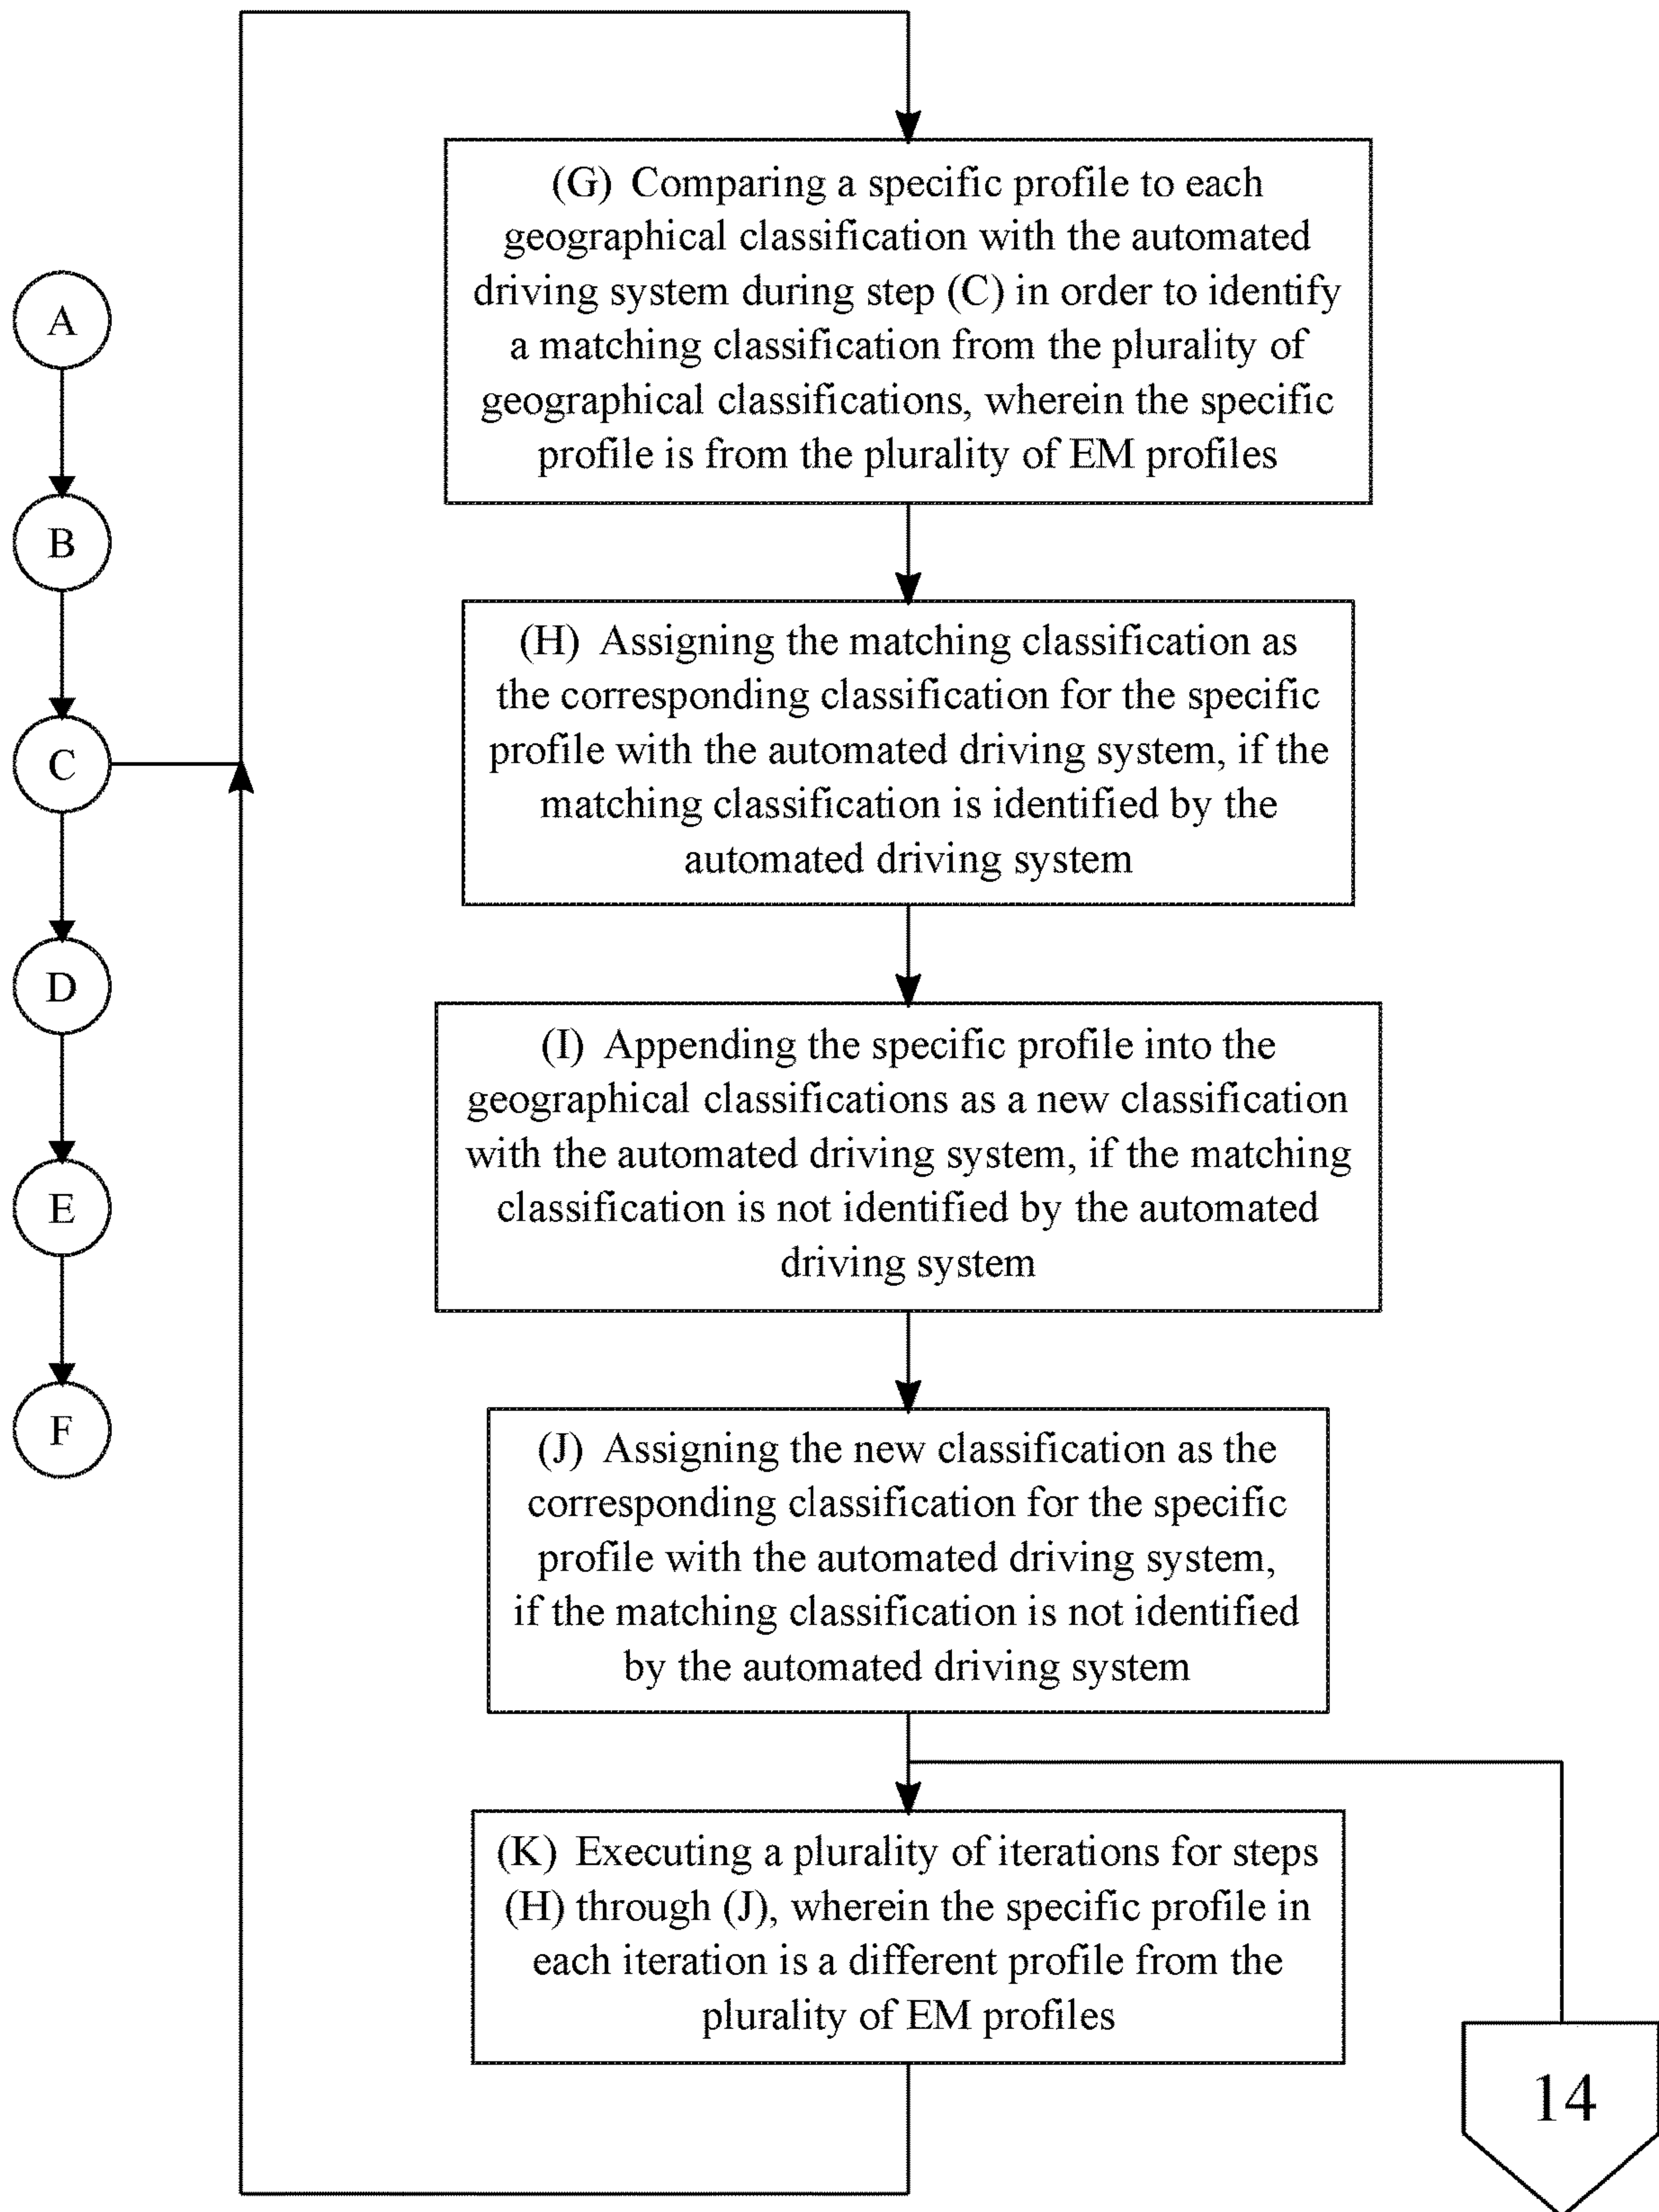 A
B
C
D
E
F
(G) Comparing a specific profile to each
geographical classification with the automated
driving system during step (C) in order to identify
a matching classification from the plurality of
geographical classifications, wherein the specific
profile is from the plurality of EM profiles
(H) Assigning the matching classification as
the corresponding classification for the specific
profile with the automated driving system, if the
matching classification is identified by the
automated driving system
(I) Appending the specific profile into the
geographical classifications as a new classification
with the automated driving system, if the matching
classification is not identified by the automated
driving system
(J) Assigning the new classification as the
corresponding classification for the specific
profile with the automated driving system,
if the matching classification is not identified
by the automated driving system
(K) Executing a plurality of iterations for steps
(H) through (J), wherein the specific profile in
each iteration is a different profile from the
plurality of EM profiles
14